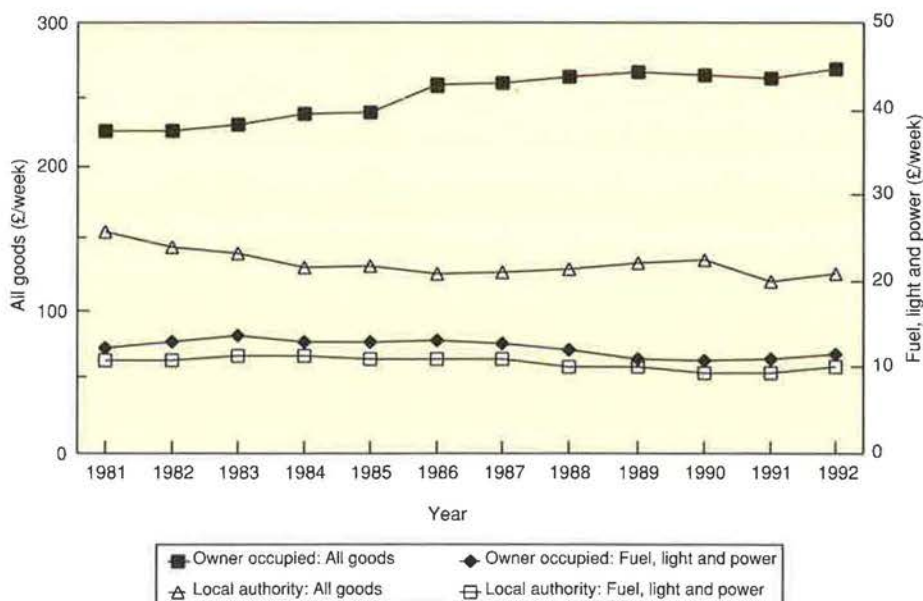 300
200
100
0
All goods (£/week)
50
40
30
20
10
0
Fuel, light and power (£/week)
1981 1982 1983 1984 1985 1986 1987 1988 1989 1990 1991 1992
Year
Owner occupied: All goods Owner occupied: Fuel, light and power
Local authority: All goods Local authority: Fuel, light and power